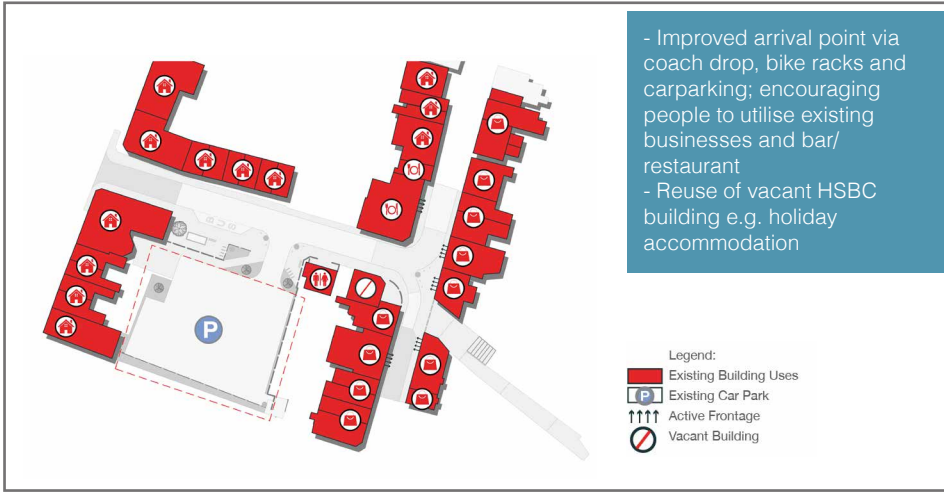 - Improved arrival point via
coach drop, bike racks and
carparking; encouraging
people to utilise existing
businesses and bar/
restaurant
- Reuse of vacant HSBC
building e.g. holiday
accommodation
P
Legend:
Existing Building Uses
P Existing Car Park
Active Frontage
Vacant Building